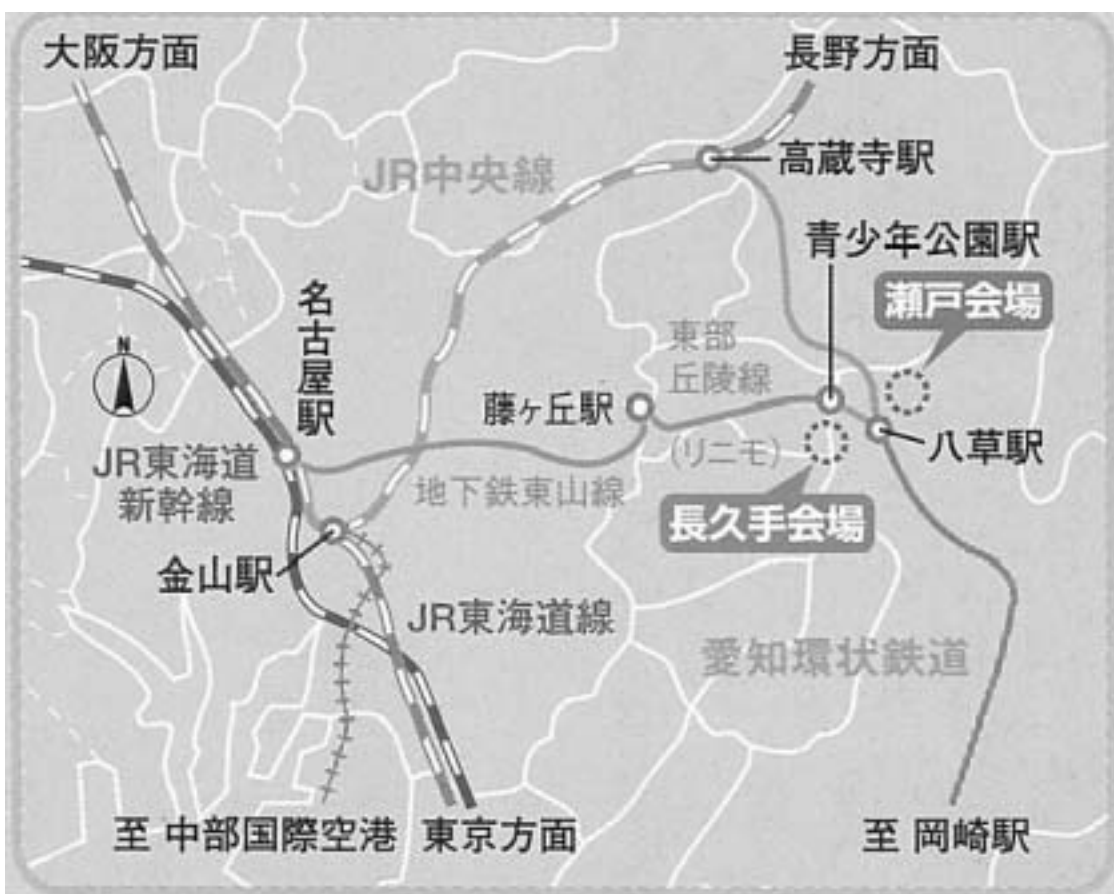 大阪方面
長野方面
JR中央線
高蔵寺駅
青少年公園駅
瀬戸会場
名古屋駅
N
東部
丘陵線
藤ヶ丘駅
(リニモ)
八草駅
JR東海道
新幹線
地下鉄東山線
長久手会場
金山駅
JR東海道線
愛知環状鉄道
至 中部国際空港
東京方面
至 岡崎駅